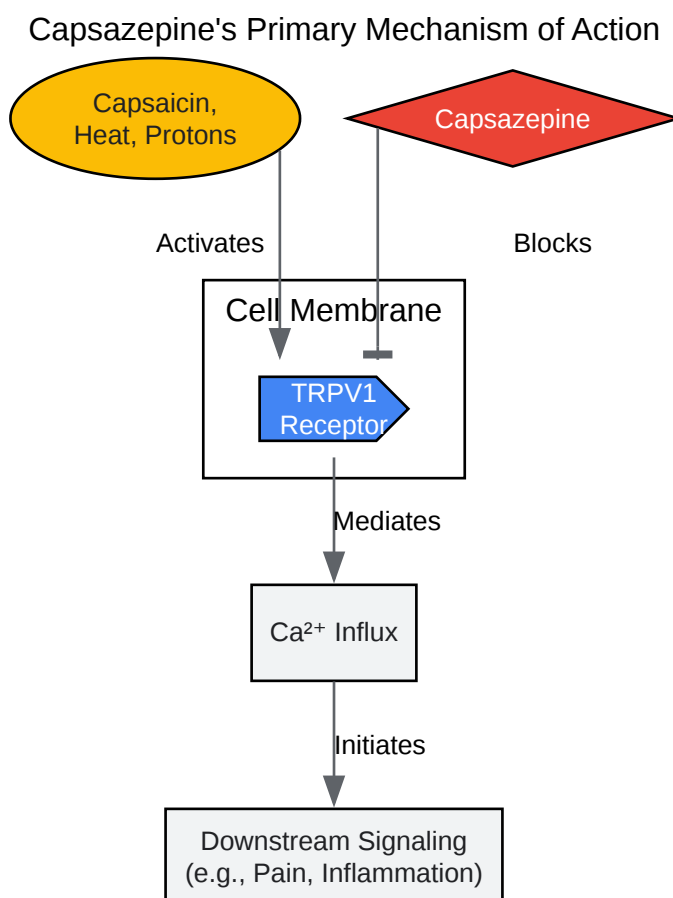 Capsazepine's Primary Mechanism of Action
Capsaicin,
Heat, Protons
Capsazepine
Activates
Blocks
Cell Membrane
TRPV1
Receptor
Mediates
Ca²⁺ Influx
Initiates
Downstream Signaling
(e.g., Pain, Inflammation)